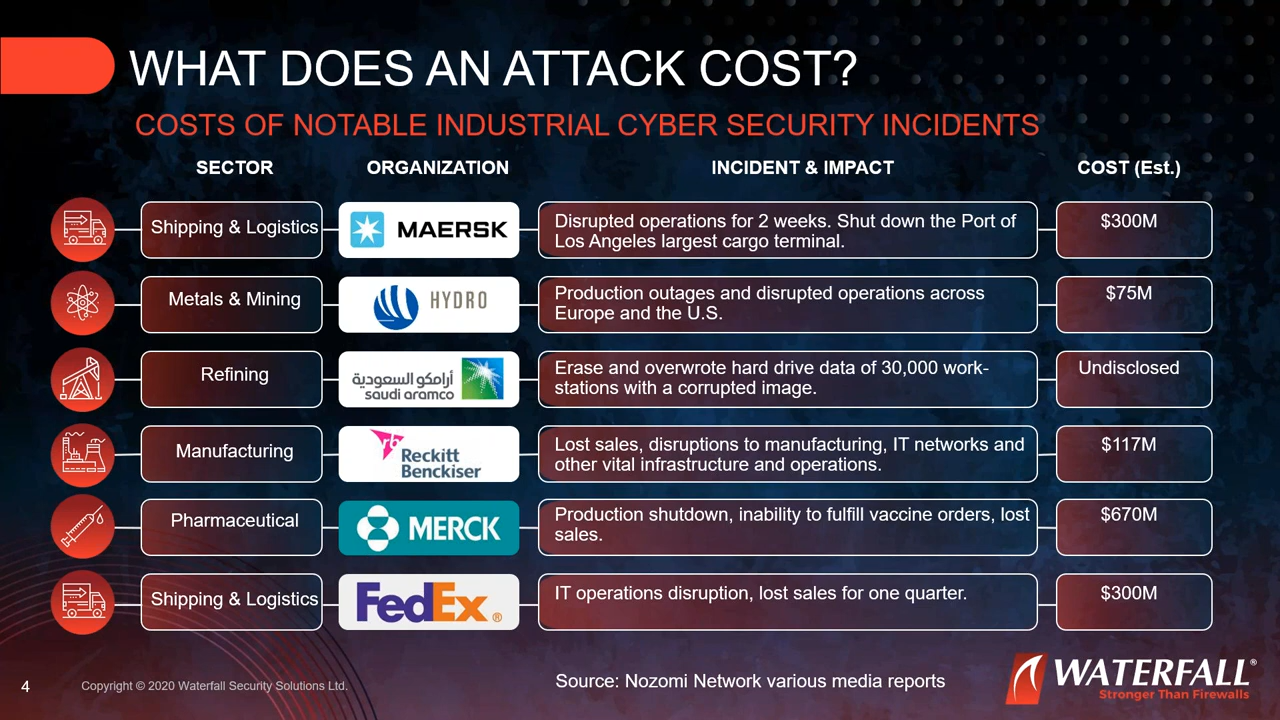 WHAT DOES AN ATTACK COST?
COSTS OF NOTABLE INDUSTRIAL CYBER SECURITY INCIDENTS
SECTOR ORGANIZATION INCIDENT & IMPACT COST (Est.)
Shipping & Logistics MAERSK Disrupted operations for 2 weeks. Shut down the Port of $300M
Los Angeles largest cargo terminal.
Metals & Mining HYDRO Production outages and disrupted operations across $75M
Europe and the U.S.
Refining أرامكو السعودية Erase and overwrote hard drive data of 30,000 work- Undisclosed
saudi aramco stations with a corrupted image.
Manufacturing rb Reckitt Lost sales, disruptions to manufacturing, IT networks and $117M
Benckiser other vital infrastructure and operations.
Pharmaceutical MERCK Production shutdown, inability to fulfill vaccine orders, lost $670M
sales.
Shipping & Logistics FedEx® IT operations disruption, lost sales for one quarter. $300M
4 Copyright © 2020 Waterfall Security Solutions Ltd. Source: Nozomi Network various media reports WATERFALL®
Stronger Than Firewalls